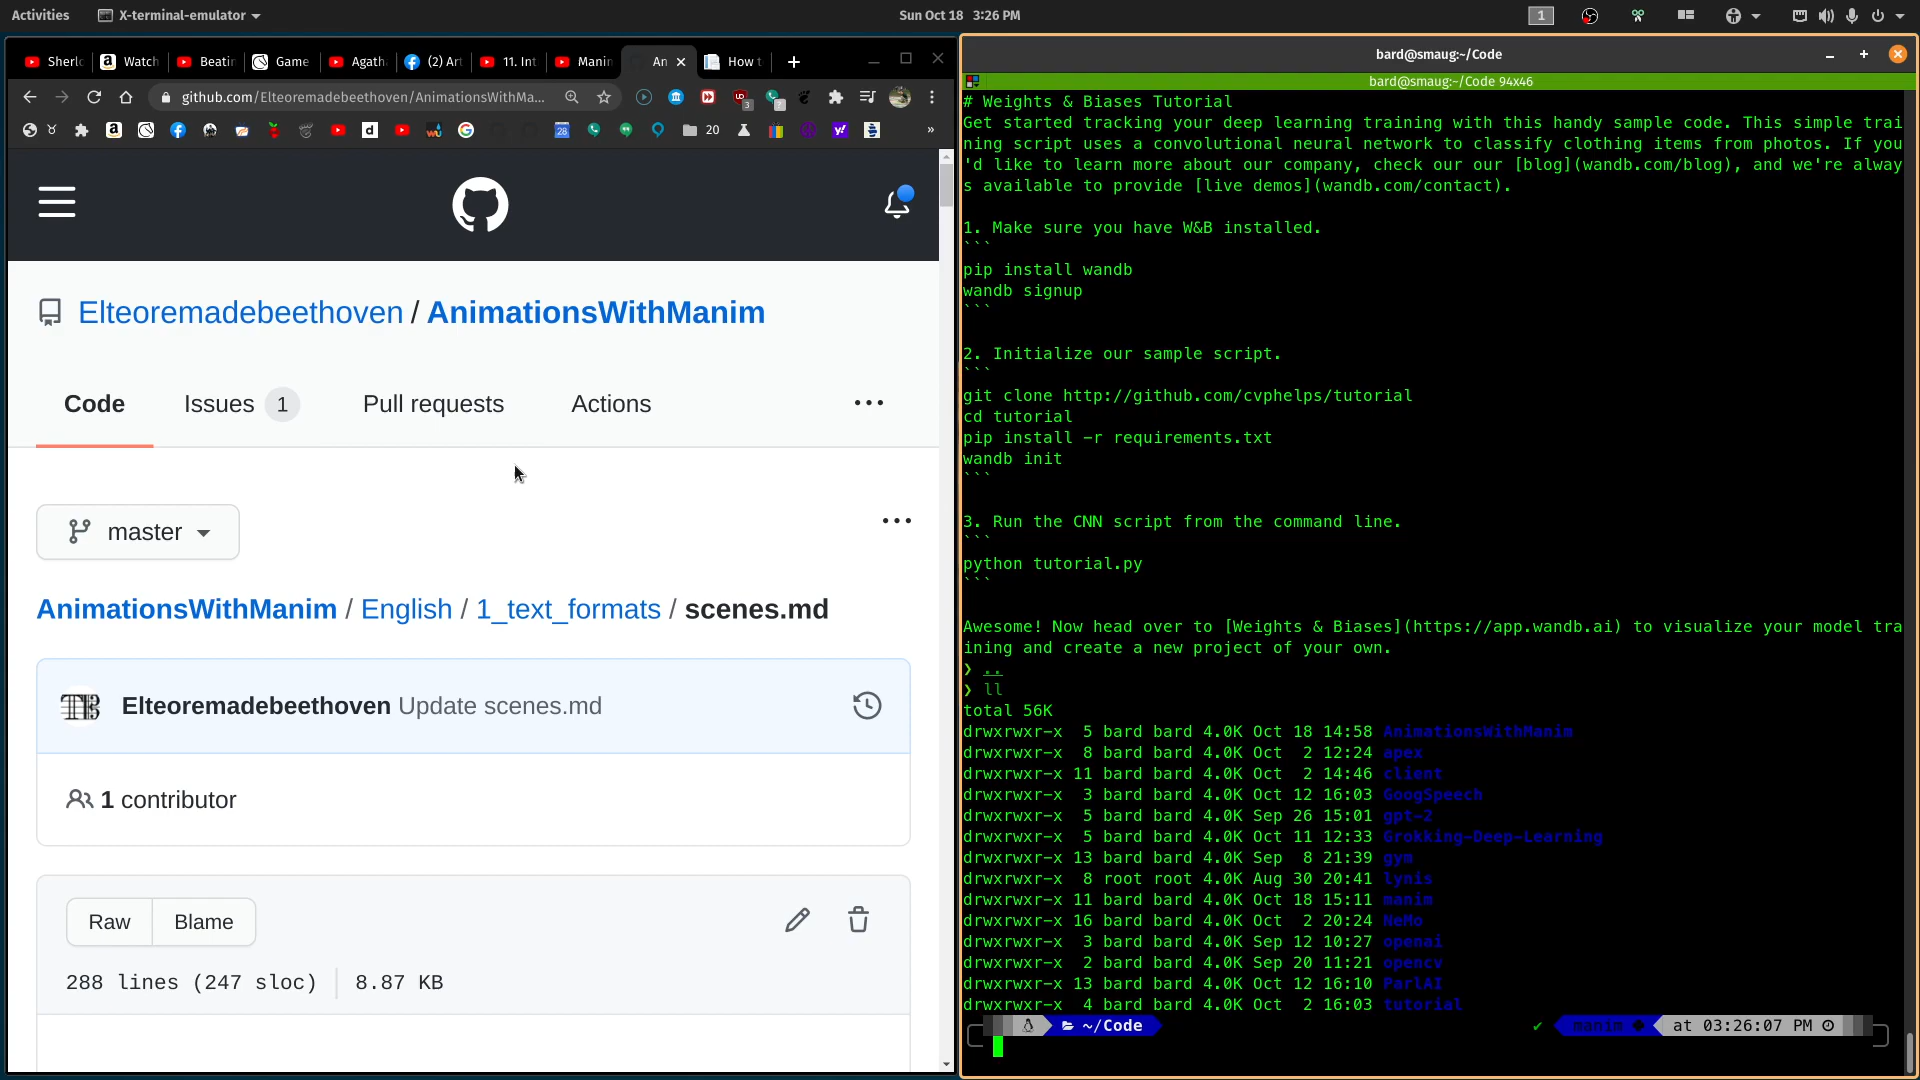 Activities
X-terminal-emulator
Sun Oct 18 3:26 PM
1
Sherlo
Watch
Beatin
Game
Agatha
(2) Art
11. Int
Manim
An
How t
github.com/Elteoremadebeethoven/AnimationsWithMa...
20
»
Elteoremadebeethoven / AnimationsWithManim
Code
Issues 1
Pull requests
Actions
master
AnimationsWithManim / English / 1_text_formats / scenes.md
Elteoremadebeethoven Update scenes.md
1 contributor
Raw
Blame
288 lines (247 sloc)
8.87 KB
bard@smaug:~/Code
bard@smaug:~/Code 94x46
# Weights & Biases Tutorial
Get started tracking your deep learning training with this handy sample code. This simple trai
ning script uses a convolutional neural network to classify clothing items from photos. If you
'd like to learn more about our company, check our our [blog](wandb.com/blog), and we're alway
s available to provide [live demos](wandb.com/contact).
1. Make sure you have W&B installed.
```
pip install wandb
wandb signup
```
2. Initialize our sample script.
```
git clone http://github.com/cvphelps/tutorial
cd tutorial
pip install -r requirements.txt
wandb init
```
3. Run the CNN script from the command line.
```
python tutorial.py
```
Awesome! Now head over to [Weights & Biases](https://app.wandb.ai) to visualize your model tra
ining and create a new project of your own.
❯ ..
❯ ll
total 56K
drwxrwxr-x 5 bard bard 4.0K Oct 18 14:58 AnimationsWithManim
drwxrwxr-x 8 bard bard 4.0K Oct 2 12:24 apex
drwxrwxr-x 11 bard bard 4.0K Oct 2 14:46 client
drwxrwxr-x 3 bard bard 4.0K Oct 12 16:03 GoogSpeech
drwxrwxr-x 5 bard bard 4.0K Sep 26 15:01 gpt-2
drwxrwxr-x 5 bard bard 4.0K Oct 11 12:33 Grokking-Deep-Learning
drwxrwxr-x 13 bard bard 4.0K Sep 8 21:39 gym
drwxrwxr-x 8 root root 4.0K Aug 30 20:41 lynis
drwxrwxr-x 11 bard bard 4.0K Oct 18 15:11 manim
drwxrwxr-x 16 bard bard 4.0K Oct 2 20:24 NeMo
drwxrwxr-x 3 bard bard 4.0K Sep 12 10:27 openai
drwxrwxr-x 2 bard bard 4.0K Sep 20 11:21 opencv
drwxrwxr-x 13 bard bard 4.0K Oct 12 16:10 ParlAI
drwxrwxr-x 4 bard bard 4.0K Oct 2 16:03 tutorial
~/Code
✔ manim at 03:26:07 PM